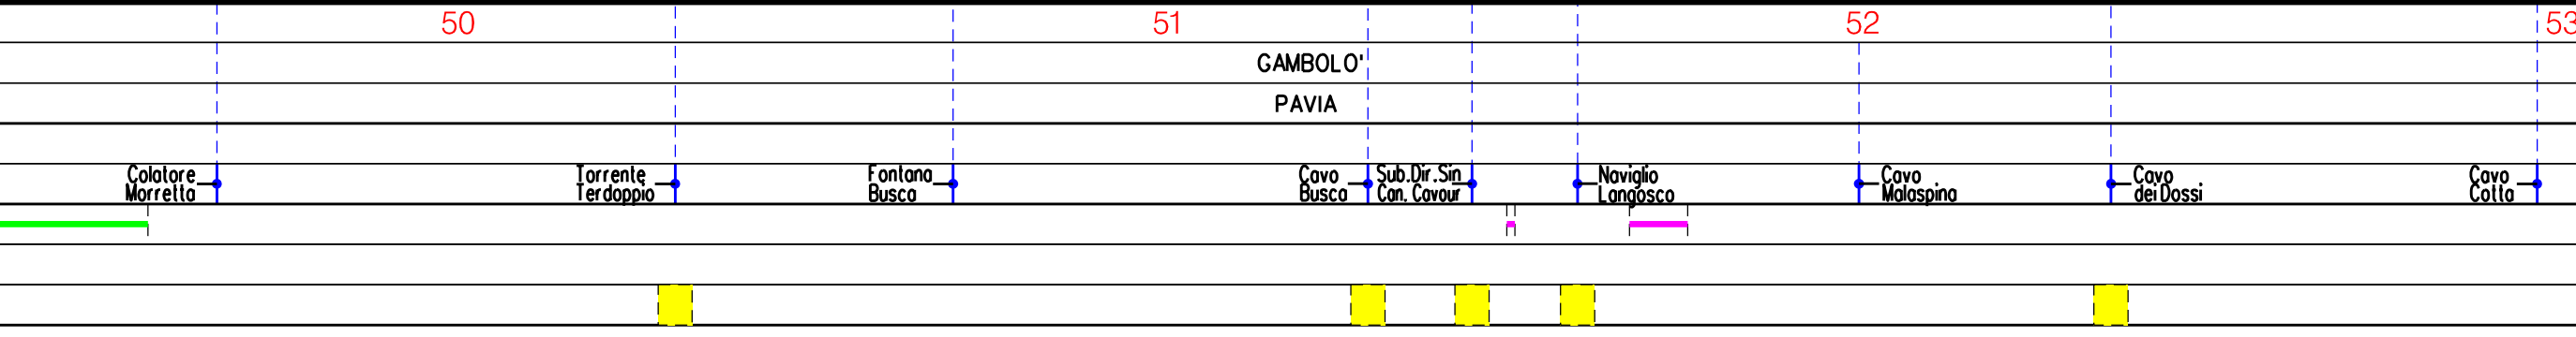 50 51 52 53
GAMBOLO'
PAVIA
Colatore
Morretta
Torrente
Terdoppio
Fontana
Busca
Cavo
Busca
Sub.Dir.Sin
Can. Cavour
Naviglio
Langosco
Cavo
Malaspina
Cavo
dei Dossi
Cavo
Cotta